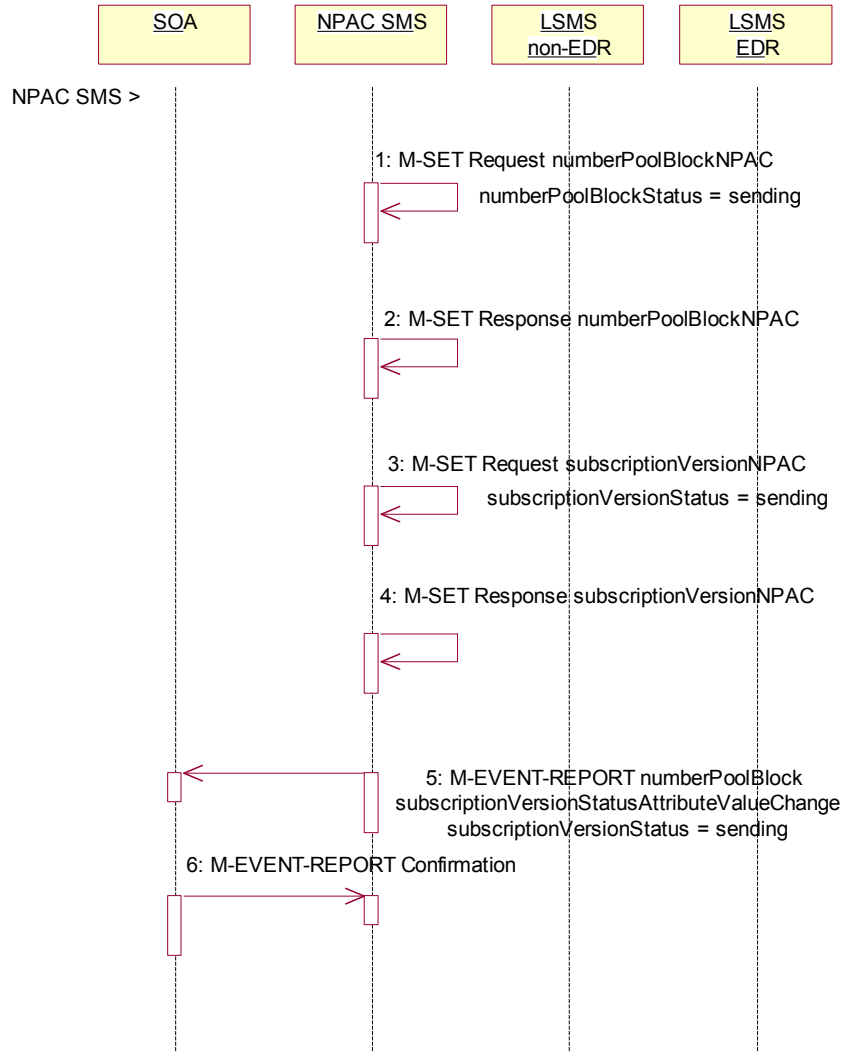 SOA
NPAC SMS
LSMS
non-EDR
LSMS
EDR
NPAC SMS >
1: M-SET Request numberPoolBlockNPAC
numberPoolBlockStatus = sending
2: M-SET Response numberPoolBlockNPAC
3: M-SET Request subscriptionVersionNPAC
subscriptionVersionStatus = sending
4: M-SET Response subscriptionVersionNPAC
5: M-EVENT-REPORT numberPoolBlock
subscriptionVersionStatusAttributeValueChange
subscriptionVersionStatus = sending
6: M-EVENT-REPORT Confirmation